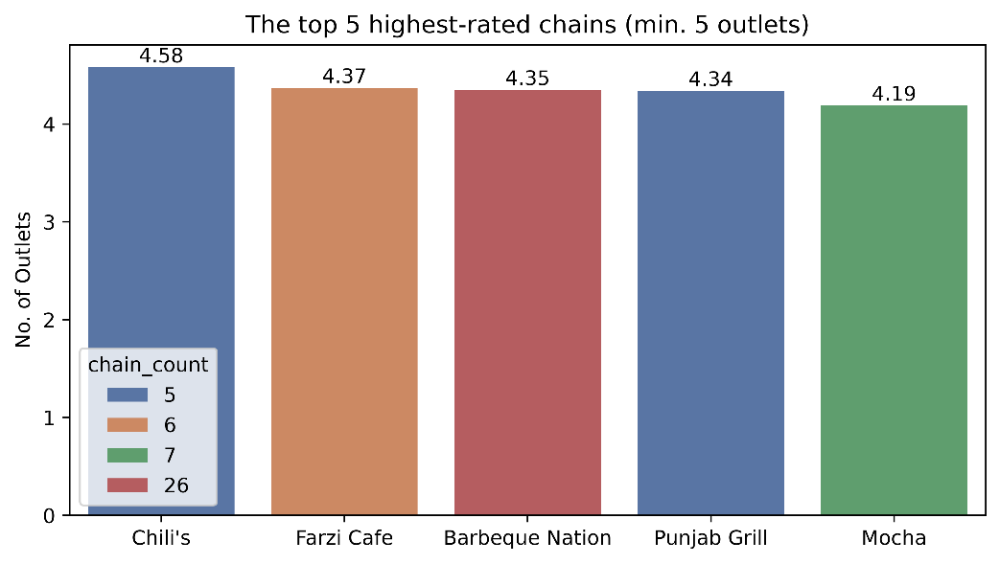 The top 5 highest-rated chains (min. 5 outlets)
4.58
4.37
4.35
4.34
4.19
4
3
2
1
0
No. of Outlets
chain_count
5
6
7
26
Chili's
Farzi Cafe
Barbeque Nation
Punjab Grill
Mocha